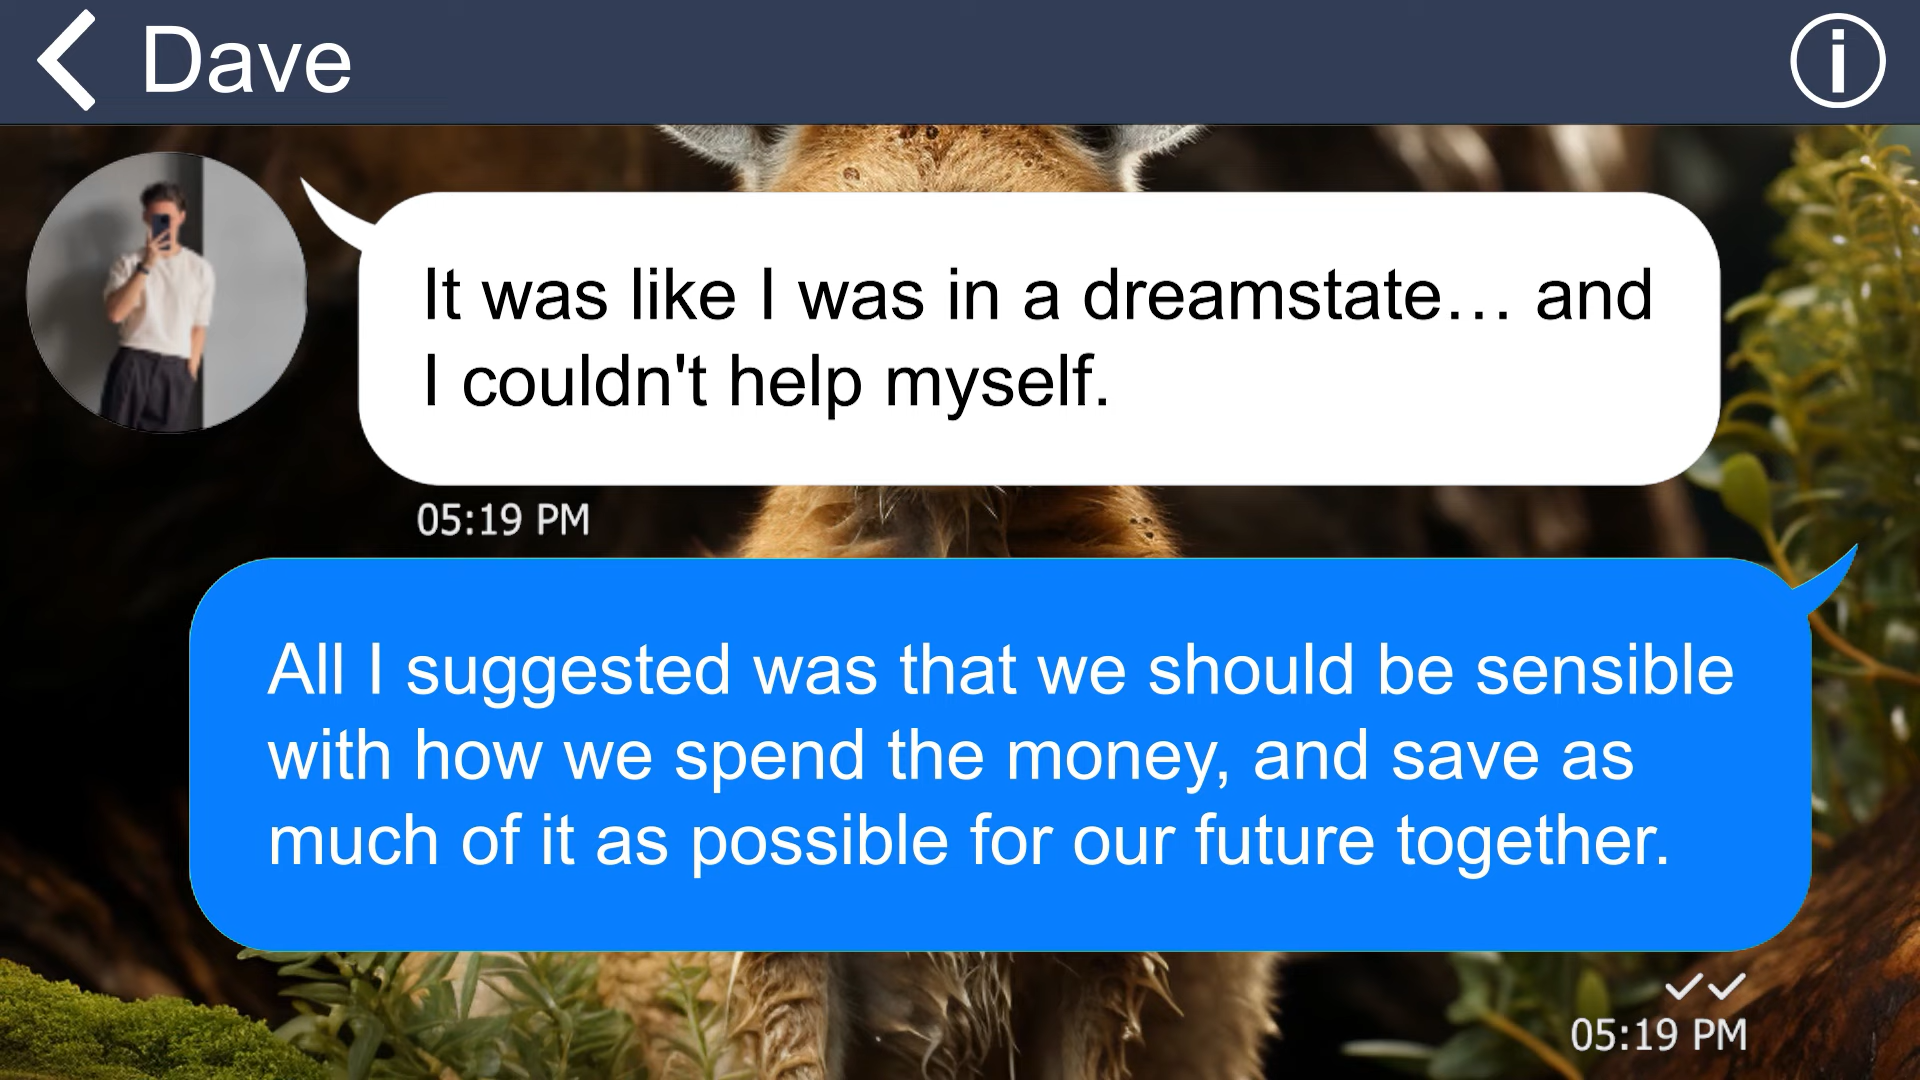 Dave
It was like I was in a dreamstate… and
I couldn't help myself.
05:19 PM
All I suggested was that we should be sensible
with how we spend the money, and save as
much of it as possible for our future together.
05:19 PM